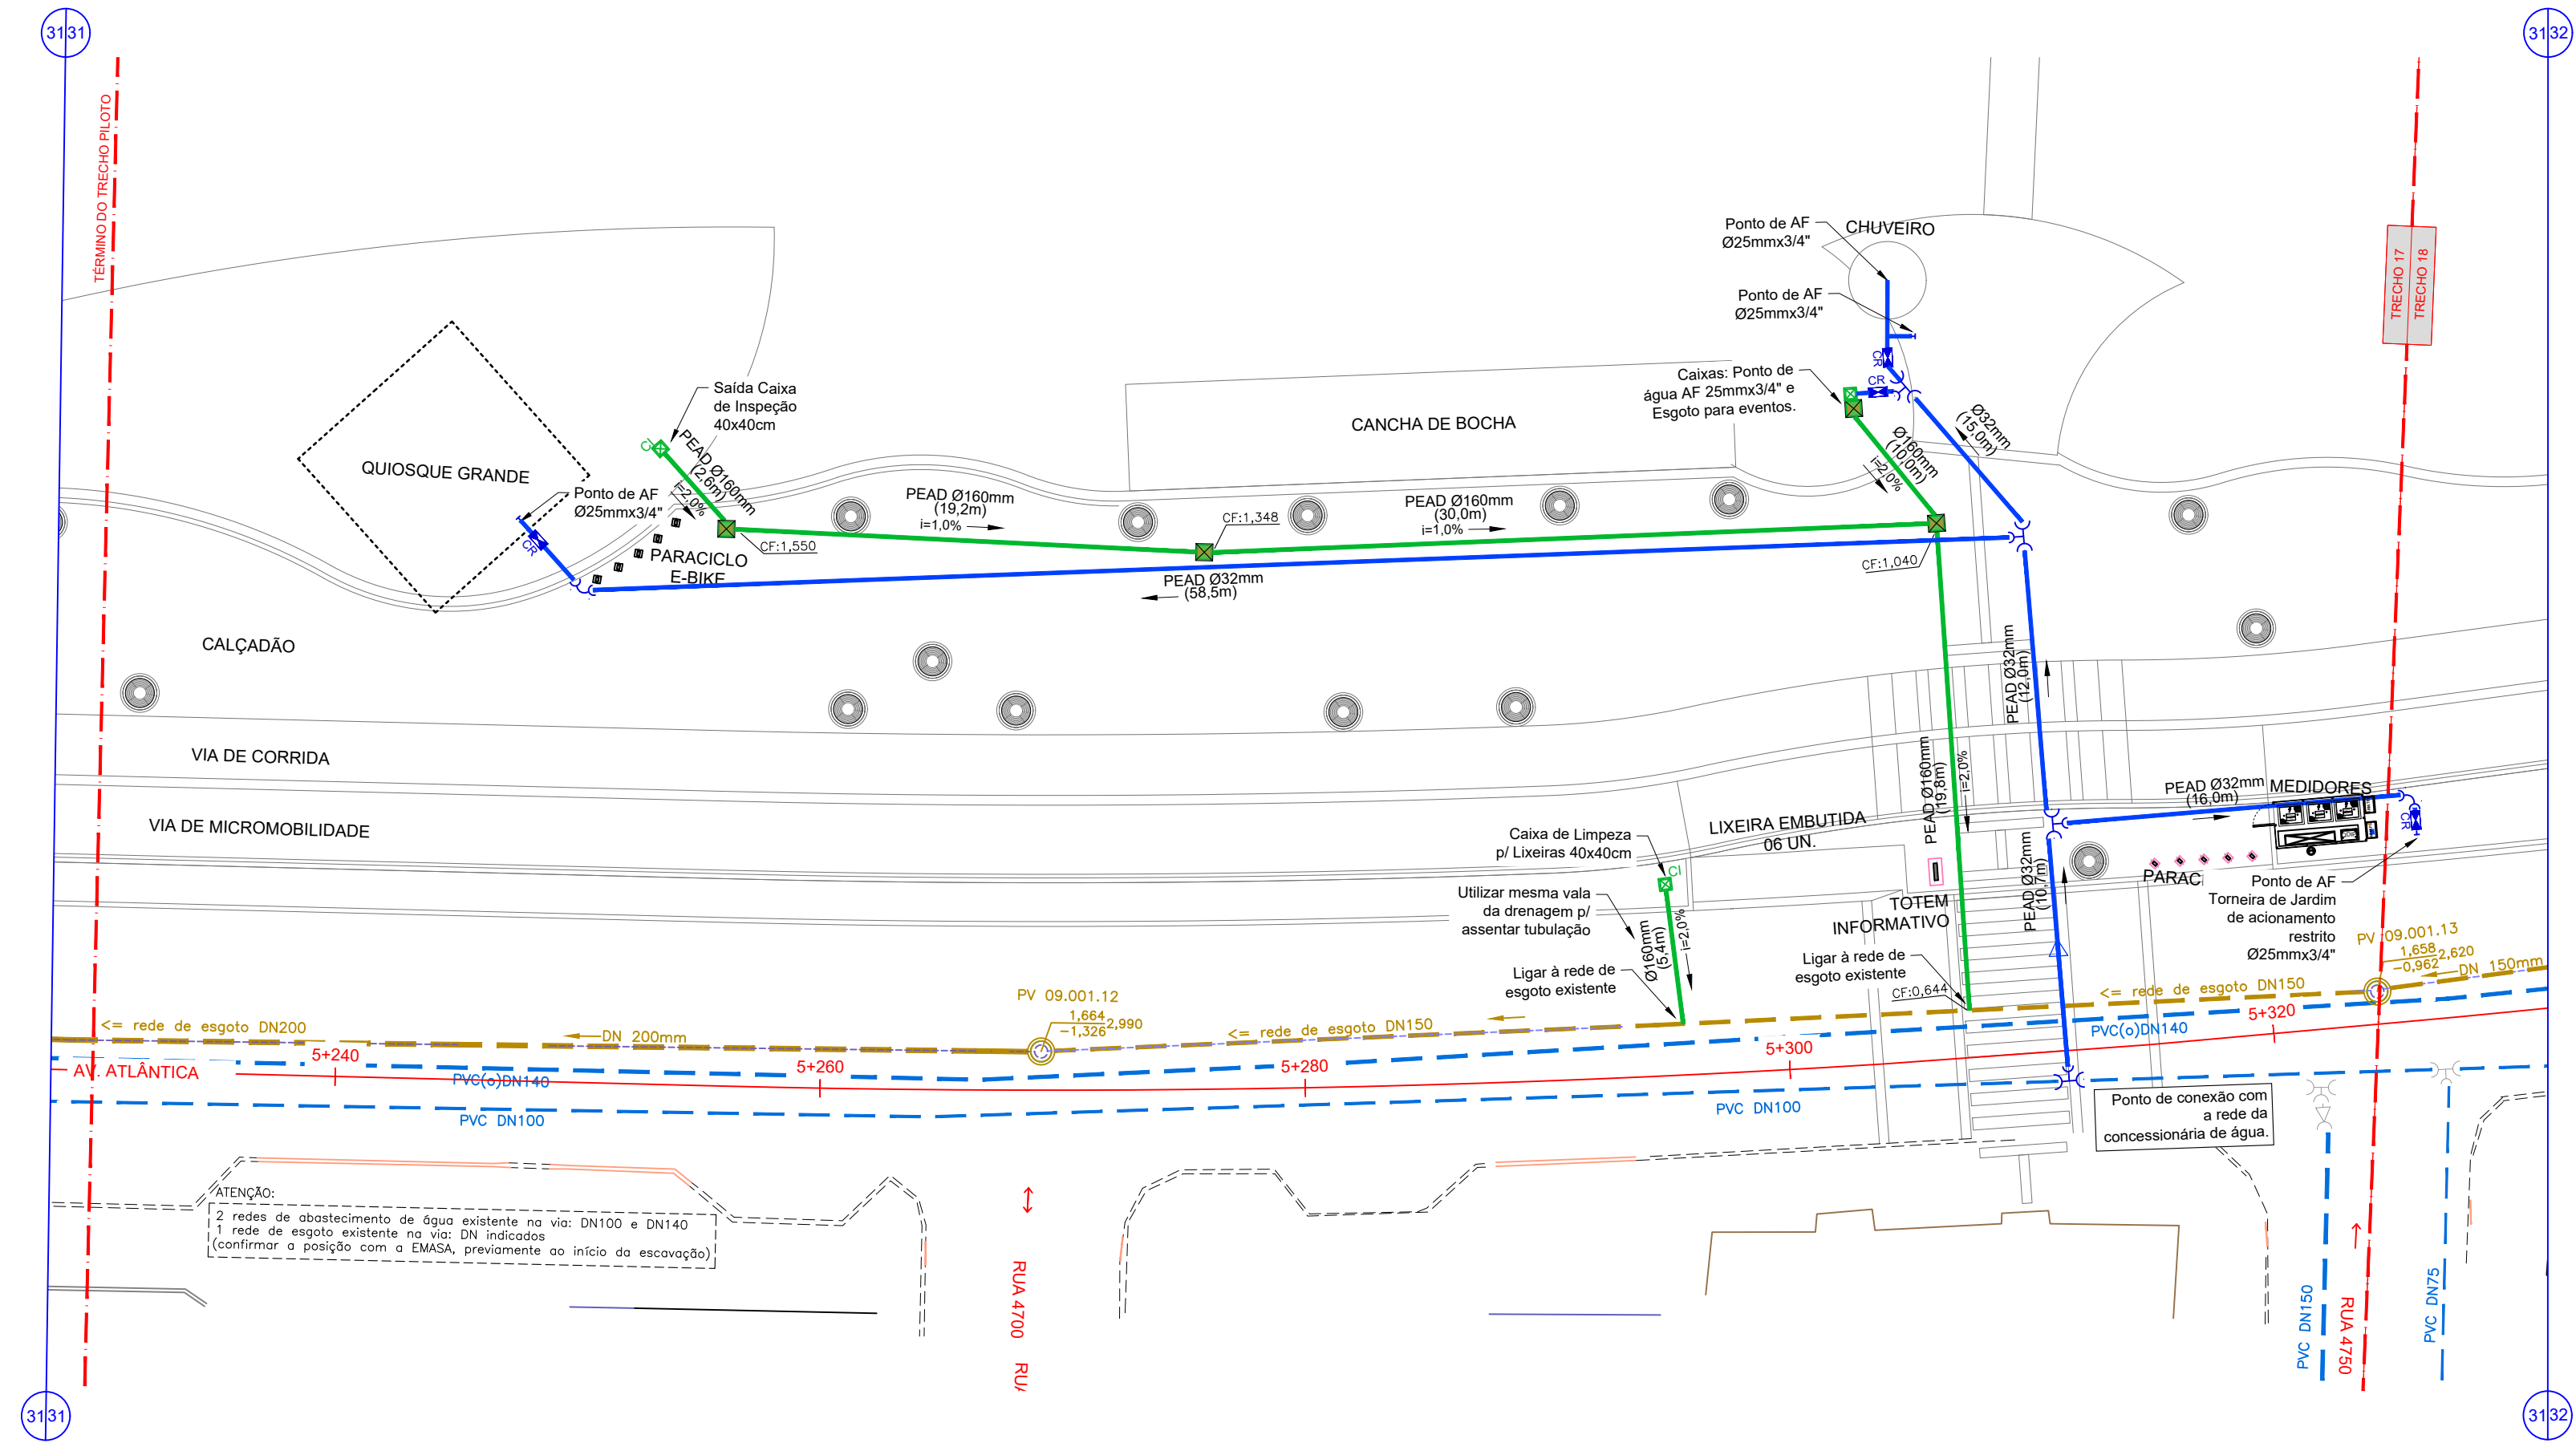 31 31
31 32
TÉRMINO DO TRECHO PILOTO
TRECHO 17
TRECHO 18
Ponto de AF
Ø25mmx3/4"
CHUVEIRO
Ponto de AF
Ø25mmx3/4"
CR
CR
Caixas: Ponto de
água AF 25mmx3/4" e
Esgoto para eventos.
Ø32mm
(15,0m)
Ø160mm
(10,0m)
i=2,0%
CANCHA DE BOCHA
Saída Caixa
de Inspeção
40x40cm
CI
PEAD Ø160mm
(2,6m)
i=2,0%
QUIOSQUE GRANDE
Ponto de AF
Ø25mmx3/4"
CR
PARACICLO
E-BIKE
CF:1,550
PEAD Ø160mm
(19,2m)
i=1,0%
CF:1,348
PEAD Ø160mm
(30,0m)
i=1,0%
CF:1,040
PEAD Ø32mm
(58,5m)
CALÇADÃO
VIA DE CORRIDA
VIA DE MICROMOBILIDADE
PEAD Ø32mm
(12,0m)
PEAD Ø160mm
(19,8m)
i=2,0%
PEAD Ø32mm
(16,0m)
MEDIDORES
CR
LIXEIRA EMBUTIDA
06 UN.
Caixa de Limpeza
p/ Lixeiras 40x40cm
CI
Utilizar mesma vala
da drenagem p/
assentar tubulação
Ø160mm
(5,4m)
i=2,0%
Ligar à rede de
esgoto existente
TOTEM
INFORMATIVO
Ligar à rede de
esgoto existente
CF:0,644
PEAD Ø32mm
(10,7m)
PARAC
Ponto de AF
Torneira de Jardim
de acionamento
restrito
Ø25mmx3/4"
PV 09.001.13
1,658
-0,962
2,620
DN 150mm
<= rede de esgoto DN150
PVC(o)DN140
5+320
PV 09.001.12
1,664
-1,326
2,990
<= rede de esgoto DN150
<= rede de esgoto DN200
DN 200mm
5+240
5+260
5+280
5+300
AV. ATLÂNTICA
PVC(o)DN140
PVC DN100
PVC DN100
Ponto de conexão com
a rede da
concessionária de água.
ATENÇÃO:
2 redes de abastecimento de água existente na via: DN100 e DN140
1 rede de esgoto existente na via: DN indicados
(confirmar a posição com a EMASA, previamente ao início da escavação)
RUA 4700
RUA
PVC DN150
RUA 4750
PVC DN75
31 31
31 32